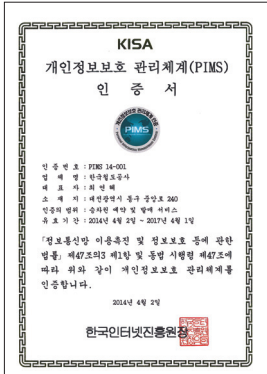 KISA
개인정보보호 관리체계(PIMS)
인 증 서
PIMS
인 증 번 호 : PIMS 14-001
업 체 명 : 한국철도공사
대 표 자 : 최 연 혜
소 재 지 : 대전광역시 동구 중앙로 240
인증의 범위 : 승차권 예약 및 발매 서비스
유 효 기 간 : 2014년 4월 2일 ~ 2017년 4월 1일
「정보통신망 이용촉진 및 정보보호 등에 관한
법률」 제47조의3 제1항 및 동법 시행령 제47조에
따라 위와 같이 개인정보보호 관리체계를
인증합니다.
2014년 4월 2일
한국인터넷진흥원장